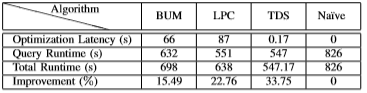 Algorithm BUM LPC TDS Naïve
Optimization Latency (s) 66 87 0.17 0
Query Runtime (s) 632 551 547 826
Total Runtime (s) 698 638 547.17 826
Improvement (%) 15.49 22.76 33.75 0